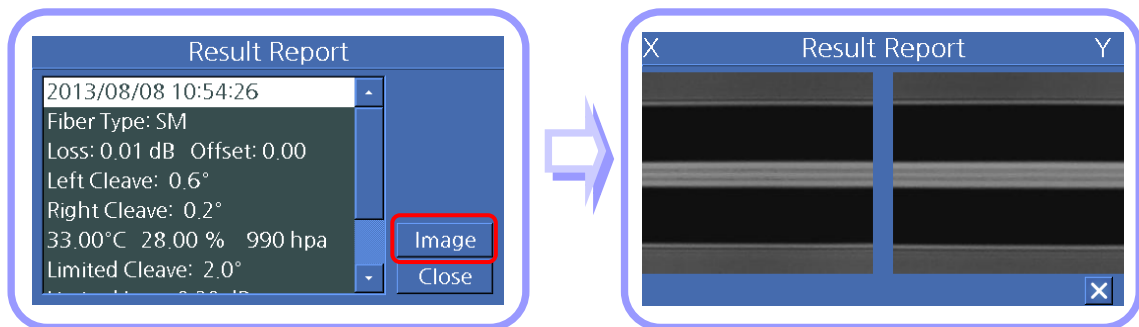 Result Report
2013/08/08 10:54:26
Fiber Type: SM
Loss: 0.01 dB Offset: 0.00
Left Cleave: 0.6°
Right Cleave: 0.2°
33.00°C 28.00 % 990 hpa
Limited Cleave: 2.0°
Image
Close
X Result Report Y